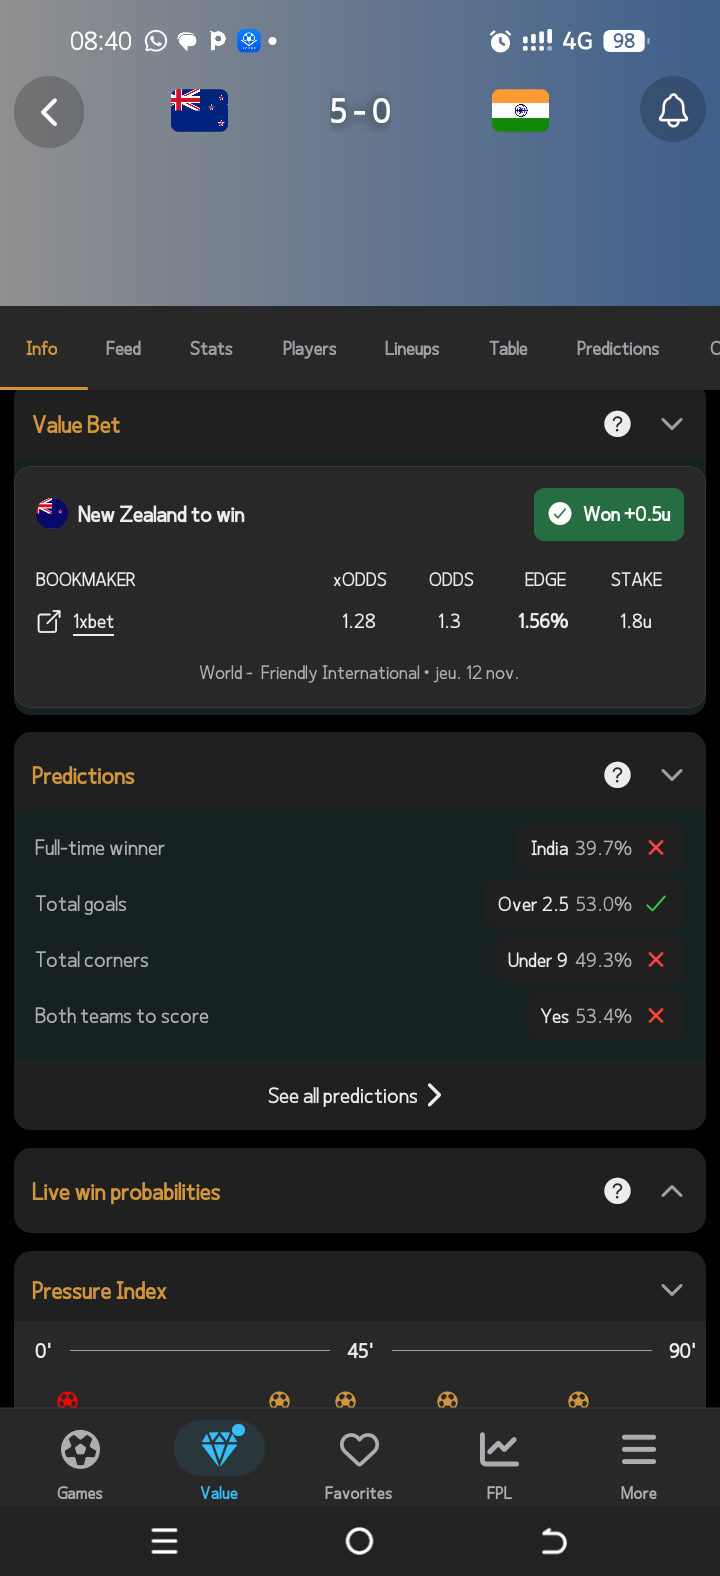 08:40 4G 98
5 - 0
Info Feed Stats Players Lineups Table Predictions
Value Bet ?
New Zealand to win Won +0.5u
BOOKMAKER xODDS ODDS EDGE STAKE
1xbet 1.28 1.3 1.56% 1.8u
World - Friendly International • jeu. 12 nov.
Predictions ?
Full-time winner India 39.7%
Total goals Over 2.5 53.0%
Total corners Under 9 49.3%
Both teams to score Yes 53.4%
See all predictions
Live win probabilities ?
Pressure Index
0' 45' 90'
Games Value Favorites FPL More